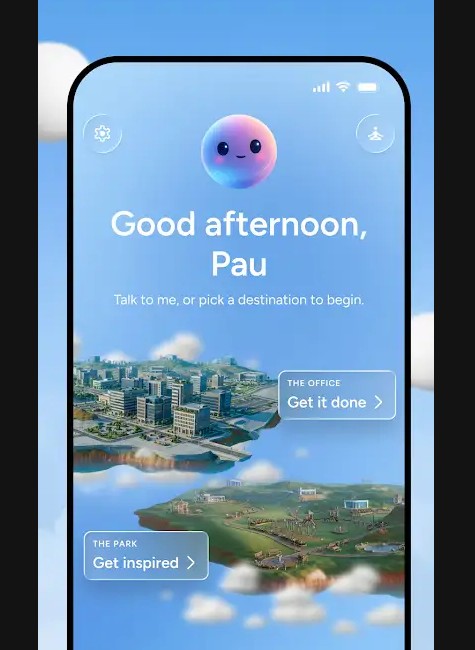 Good afternoon,
Pau
Talk to me, or pick a destination to begin.
THE OFFICE
Get it done
THE PARK
Get inspired